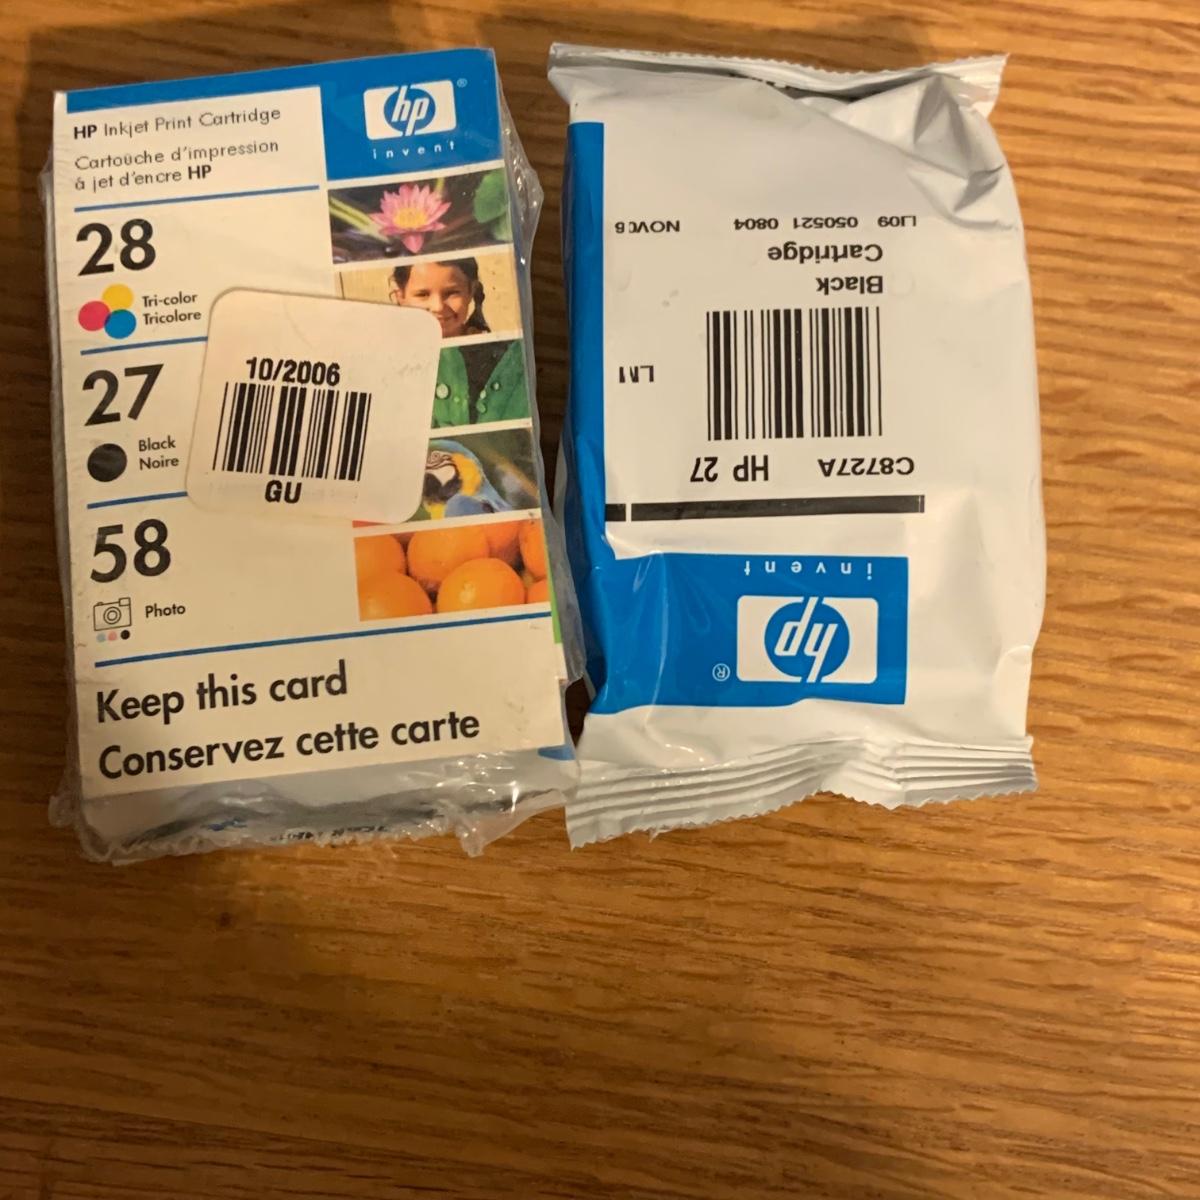 HP Inkjet Print Cartridge
Cartouche d'impression
à jet d'encre HP
hp
®
invent
28
Tri-color
Tricolore
27
Black
Noire
58
Photo
10/2006
GU
Keep this card
Conservez cette carte
hp
®
invent
C8727A HP 27
LM1
Black
Cartridge
LJ09 050521 0804 NOVC6